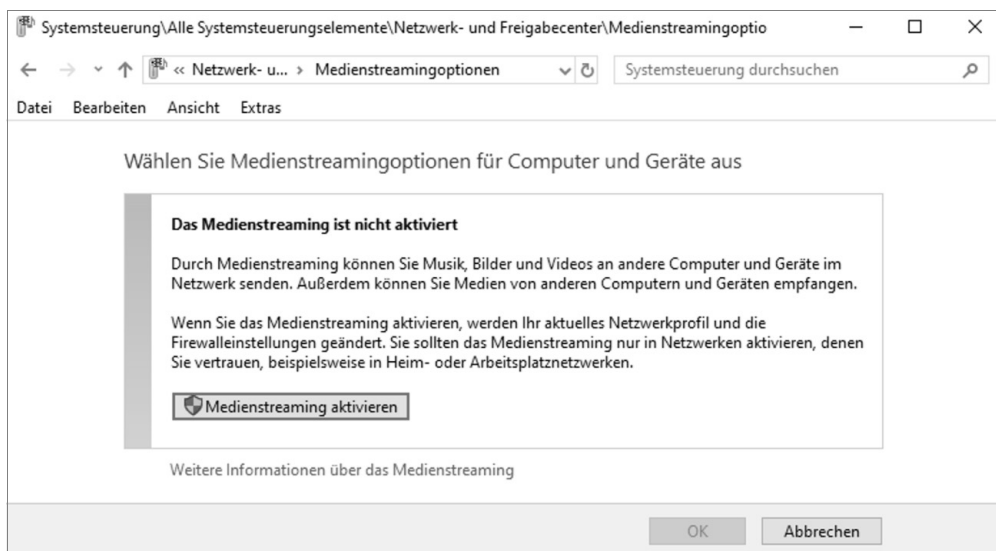 Systemsteuerung\Alle Systemsteuerungselemente\Netzwerk- und Freigabecenter\Medienstreamingoptio
« Netzwerk- u... › Medienstreamingoptionen
Systemsteuerung durchsuchen
Datei Bearbeiten Ansicht Extras
Wählen Sie Medienstreamingoptionen für Computer und Geräte aus
Das Medienstreaming ist nicht aktiviert
Durch Medienstreaming können Sie Musik, Bilder und Videos an andere Computer und Geräte im
Netzwerk senden. Außerdem können Sie Medien von anderen Computern und Geräten empfangen.
Wenn Sie das Medienstreaming aktivieren, werden Ihr aktuelles Netzwerkprofil und die
Firewalleinstellungen geändert. Sie sollten das Medienstreaming nur in Netzwerken aktivieren, denen
Sie vertrauen, beispielsweise in Heim- oder Arbeitsplatznetzwerken.
Medienstreaming aktivieren
Weitere Informationen über das Medienstreaming
OK Abbrechen